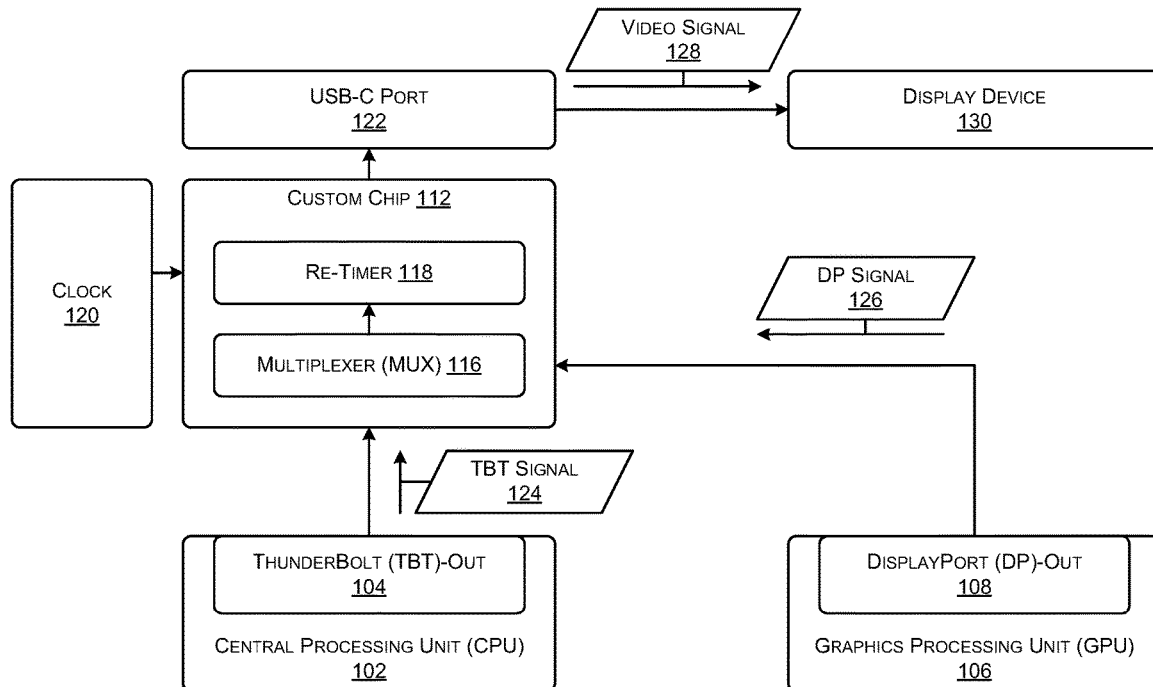 VIDEO SIGNAL
128
USB-C PORT
122
DISPLAY DEVICE
130
CLOCK
120
CUSTOM CHIP 112
RE-TIMER 118
MULTIPLEXER (MUX) 116
DP SIGNAL
126
TBT SIGNAL
124
THUNDERBOLT (TBT)-OUT
104
CENTRAL PROCESSING UNIT (CPU)
102
DISPLAYPORT (DP)-OUT
108
GRAPHICS PROCESSING UNIT (GPU)
106